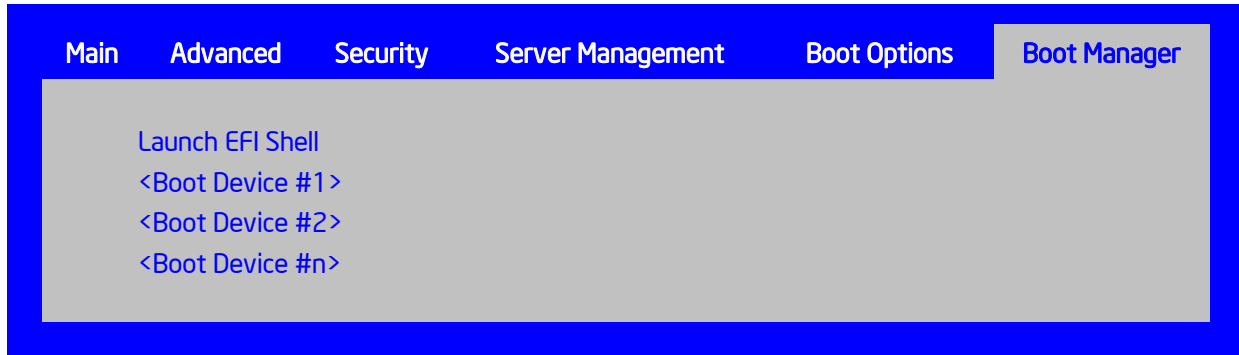 Main Advanced Security Server Management Boot Options Boot Manager
Launch EFI Shell
<Boot Device #1>
<Boot Device #2>
<Boot Device #n>